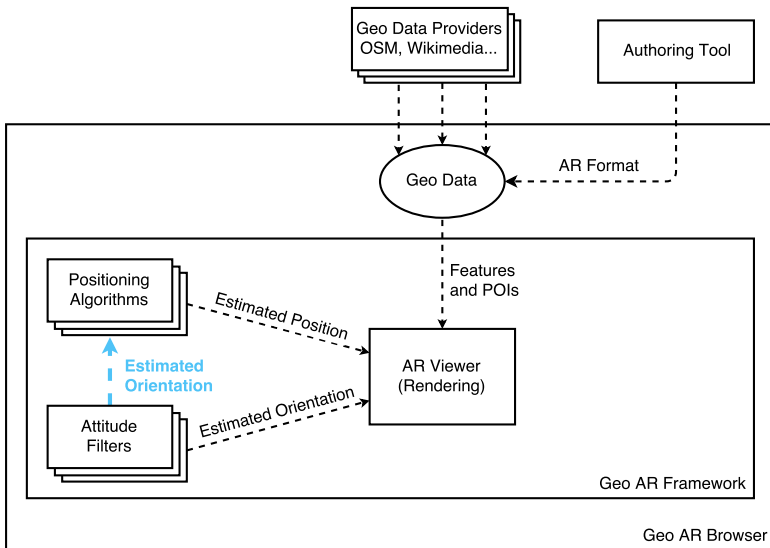 Geo Data Providers
OSM, Wikimedia...
Authoring Tool
Geo Data
AR Format
Features
and POIs
Positioning
Algorithms
Estimated Position
AR Viewer
(Rendering)
Estimated
Orientation
Estimated Orientation
Attitude
Filters
Geo AR Framework
Geo AR Browser